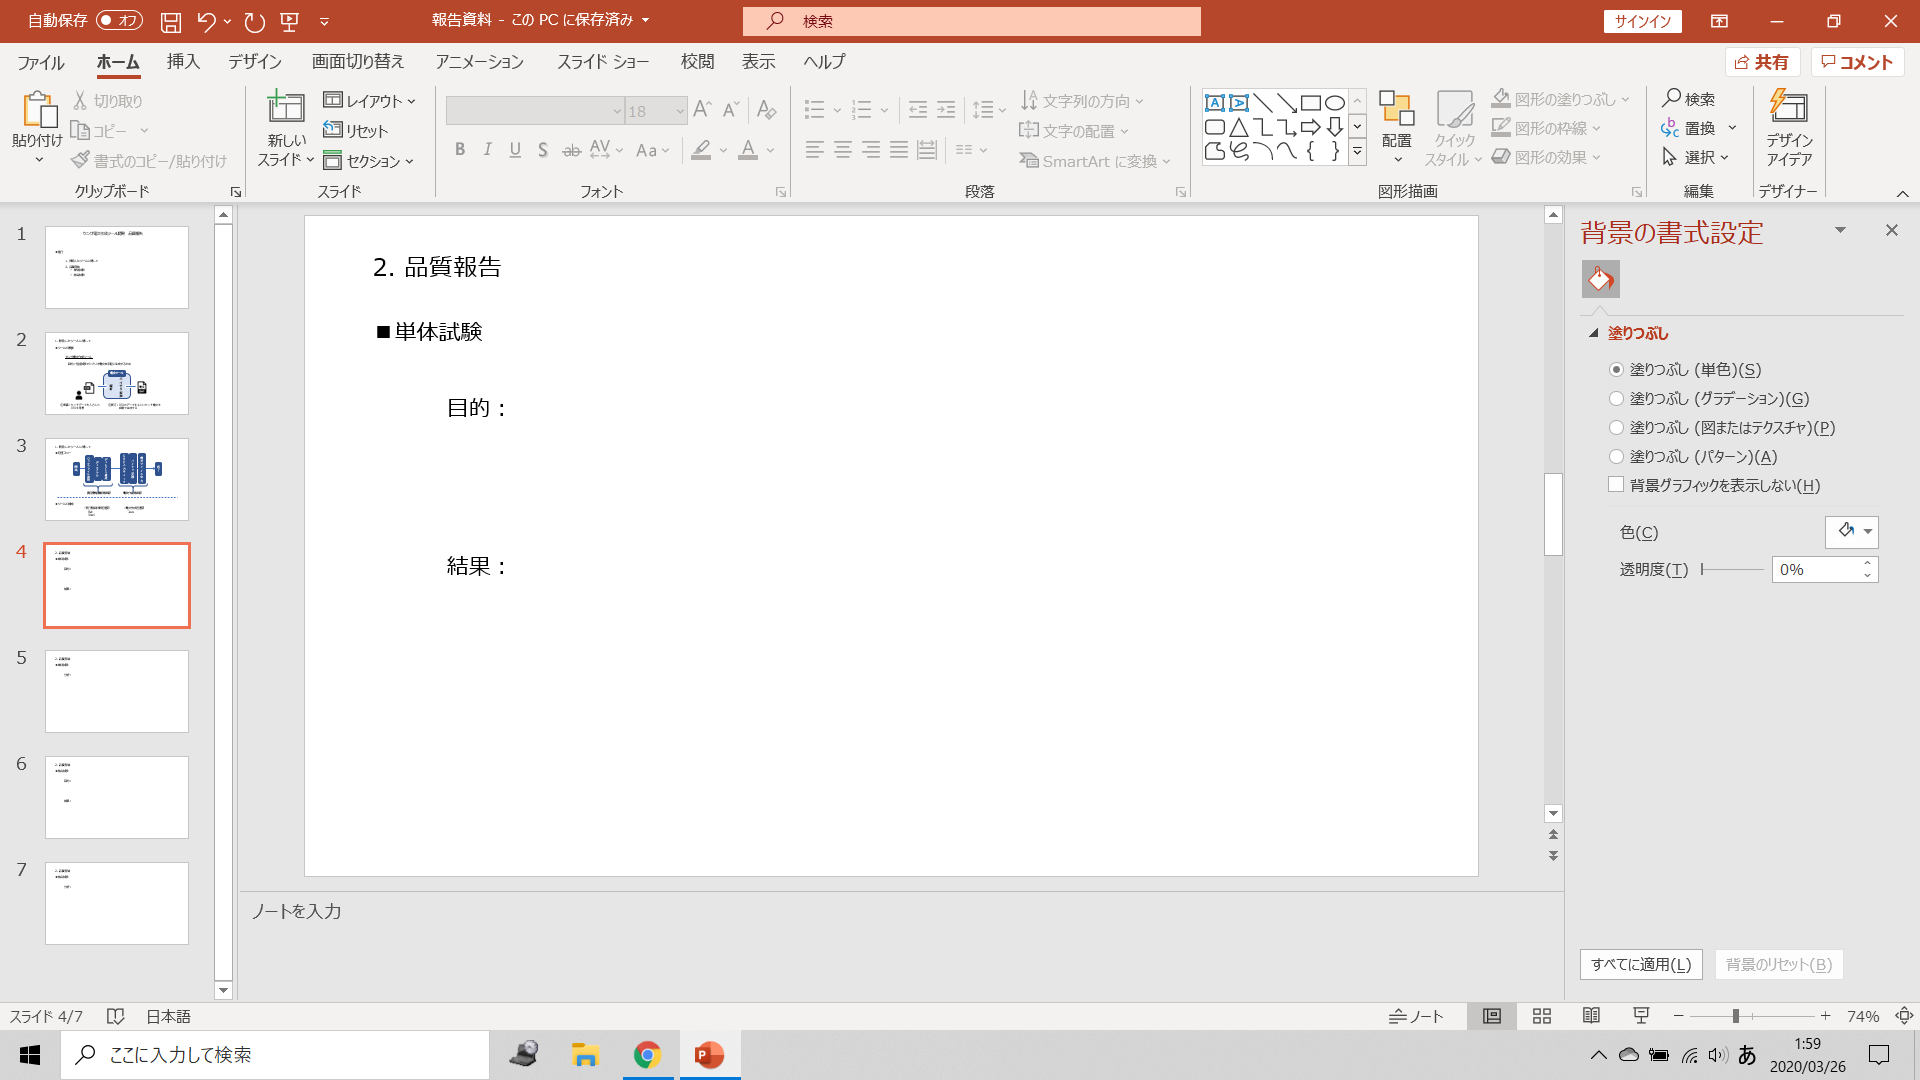 自動保存 オフ
報告資料 - この PC に保存済み
検索
サインイン
ファイル ホーム 挿入 デザイン 画面切り替え アニメーション スライド ショー 校閲 表示 ヘルプ
共有 コメント
貼り付け
切り取り
コピー
書式のコピー/貼り付け
クリップボード
新しい
スライド
レイアウト
リセット
セクション
スライド
18
B I U S ab AV Aa A
フォント
文字列の方向
文字の配置
SmartArt に変換
段落
配置
クイック
スタイル
図形の塗りつぶし
図形の枠線
図形の効果
図形描画
検索
置換
選択
編集
デザイン
アイデア
デザイナー
1
2
3
4
5
6
7
2. 品質報告
■単体試験
目的：
結果：
ノートを入力
背景の書式設定
塗りつぶし
塗りつぶし (単色)(S)
塗りつぶし (グラデーション)(G)
塗りつぶし (図またはテクスチャ)(P)
塗りつぶし (パターン)(A)
背景グラフィックを表示しない(H)
色(C)
透明度(T) 0%
すべてに適用(L) 背景のリセット(B)
スライド 4/7 日本語
ノート
74%
ここに入力して検索
あ
1:59
2020/03/26